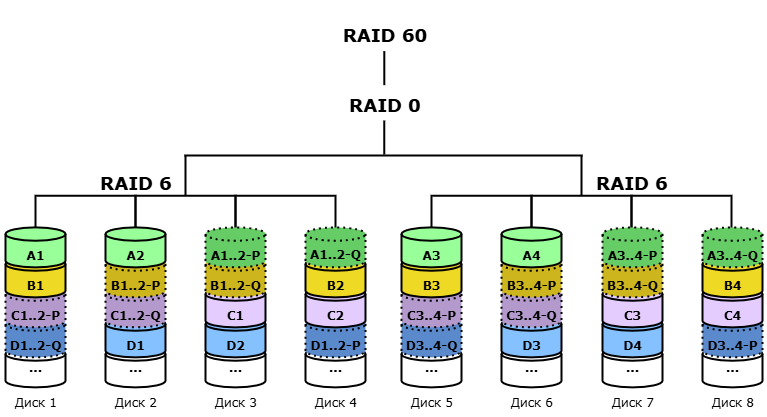 RAID 60
RAID 0
RAID 6 RAID 6
A1 A2 A1..2-P A1..2-Q A3 A4 A3..4-P A3..4-Q
B1 B1..2-P B1..2-Q B2 B3 B3..4-P B3..4-Q B4
C1..2-P C1..2-Q C1 C2 C3..4-P C3..4-Q C3 C4
D1..2-Q D1 D2 D1..2-P D3..4-Q D3 D4 D3..4-P
... ... ... ... ... ... ... ...
Диск 1 Диск 2 Диск 3 Диск 4 Диск 5 Диск 6 Диск 7 Диск 8